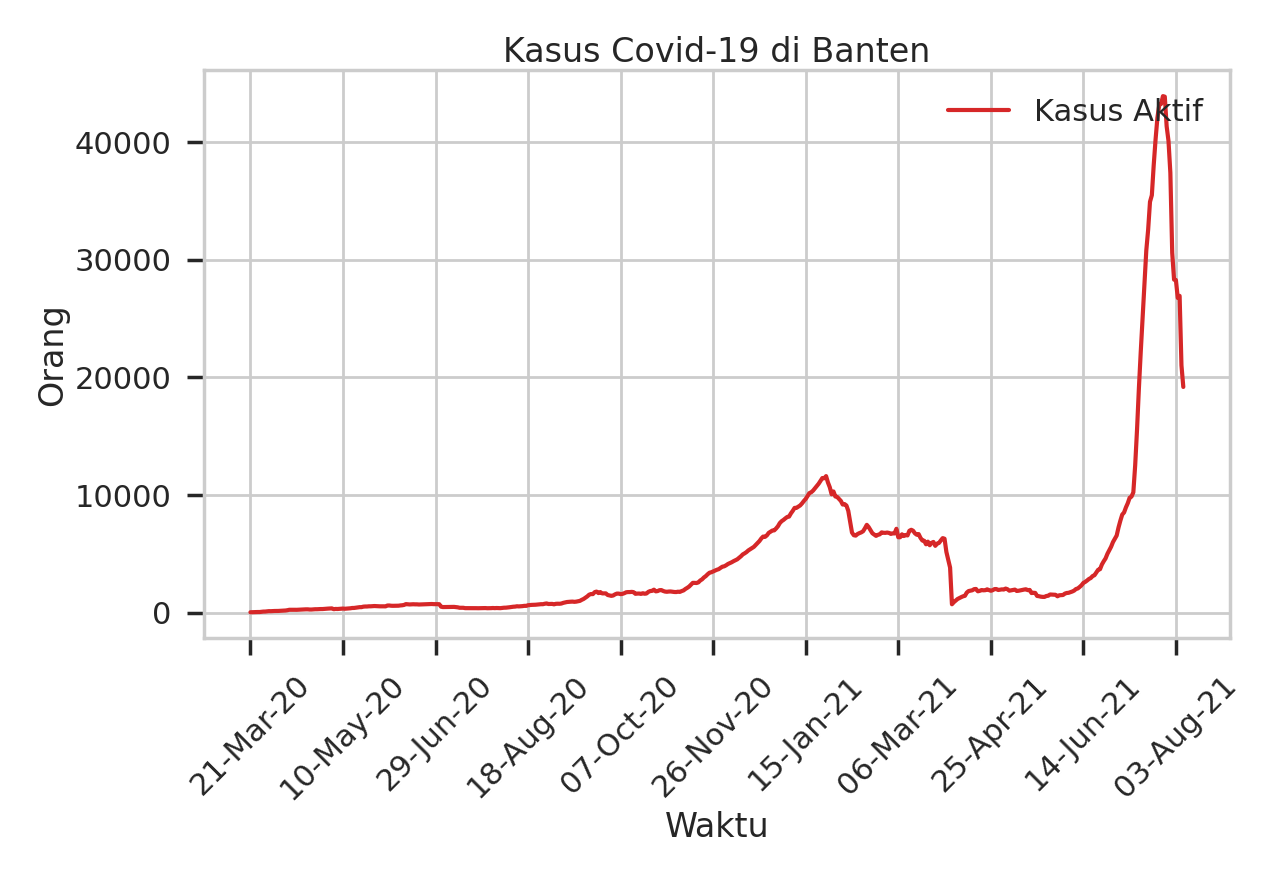 Kasus Covid-19 di Banten
Kasus Aktif
Orang
40000
30000
20000
10000
0
21-Mar-20
10-May-20
29-Jun-20
18-Aug-20
07-Oct-20
26-Nov-20
15-Jan-21
06-Mar-21
25-Apr-21
14-Jun-21
03-Aug-21
Waktu